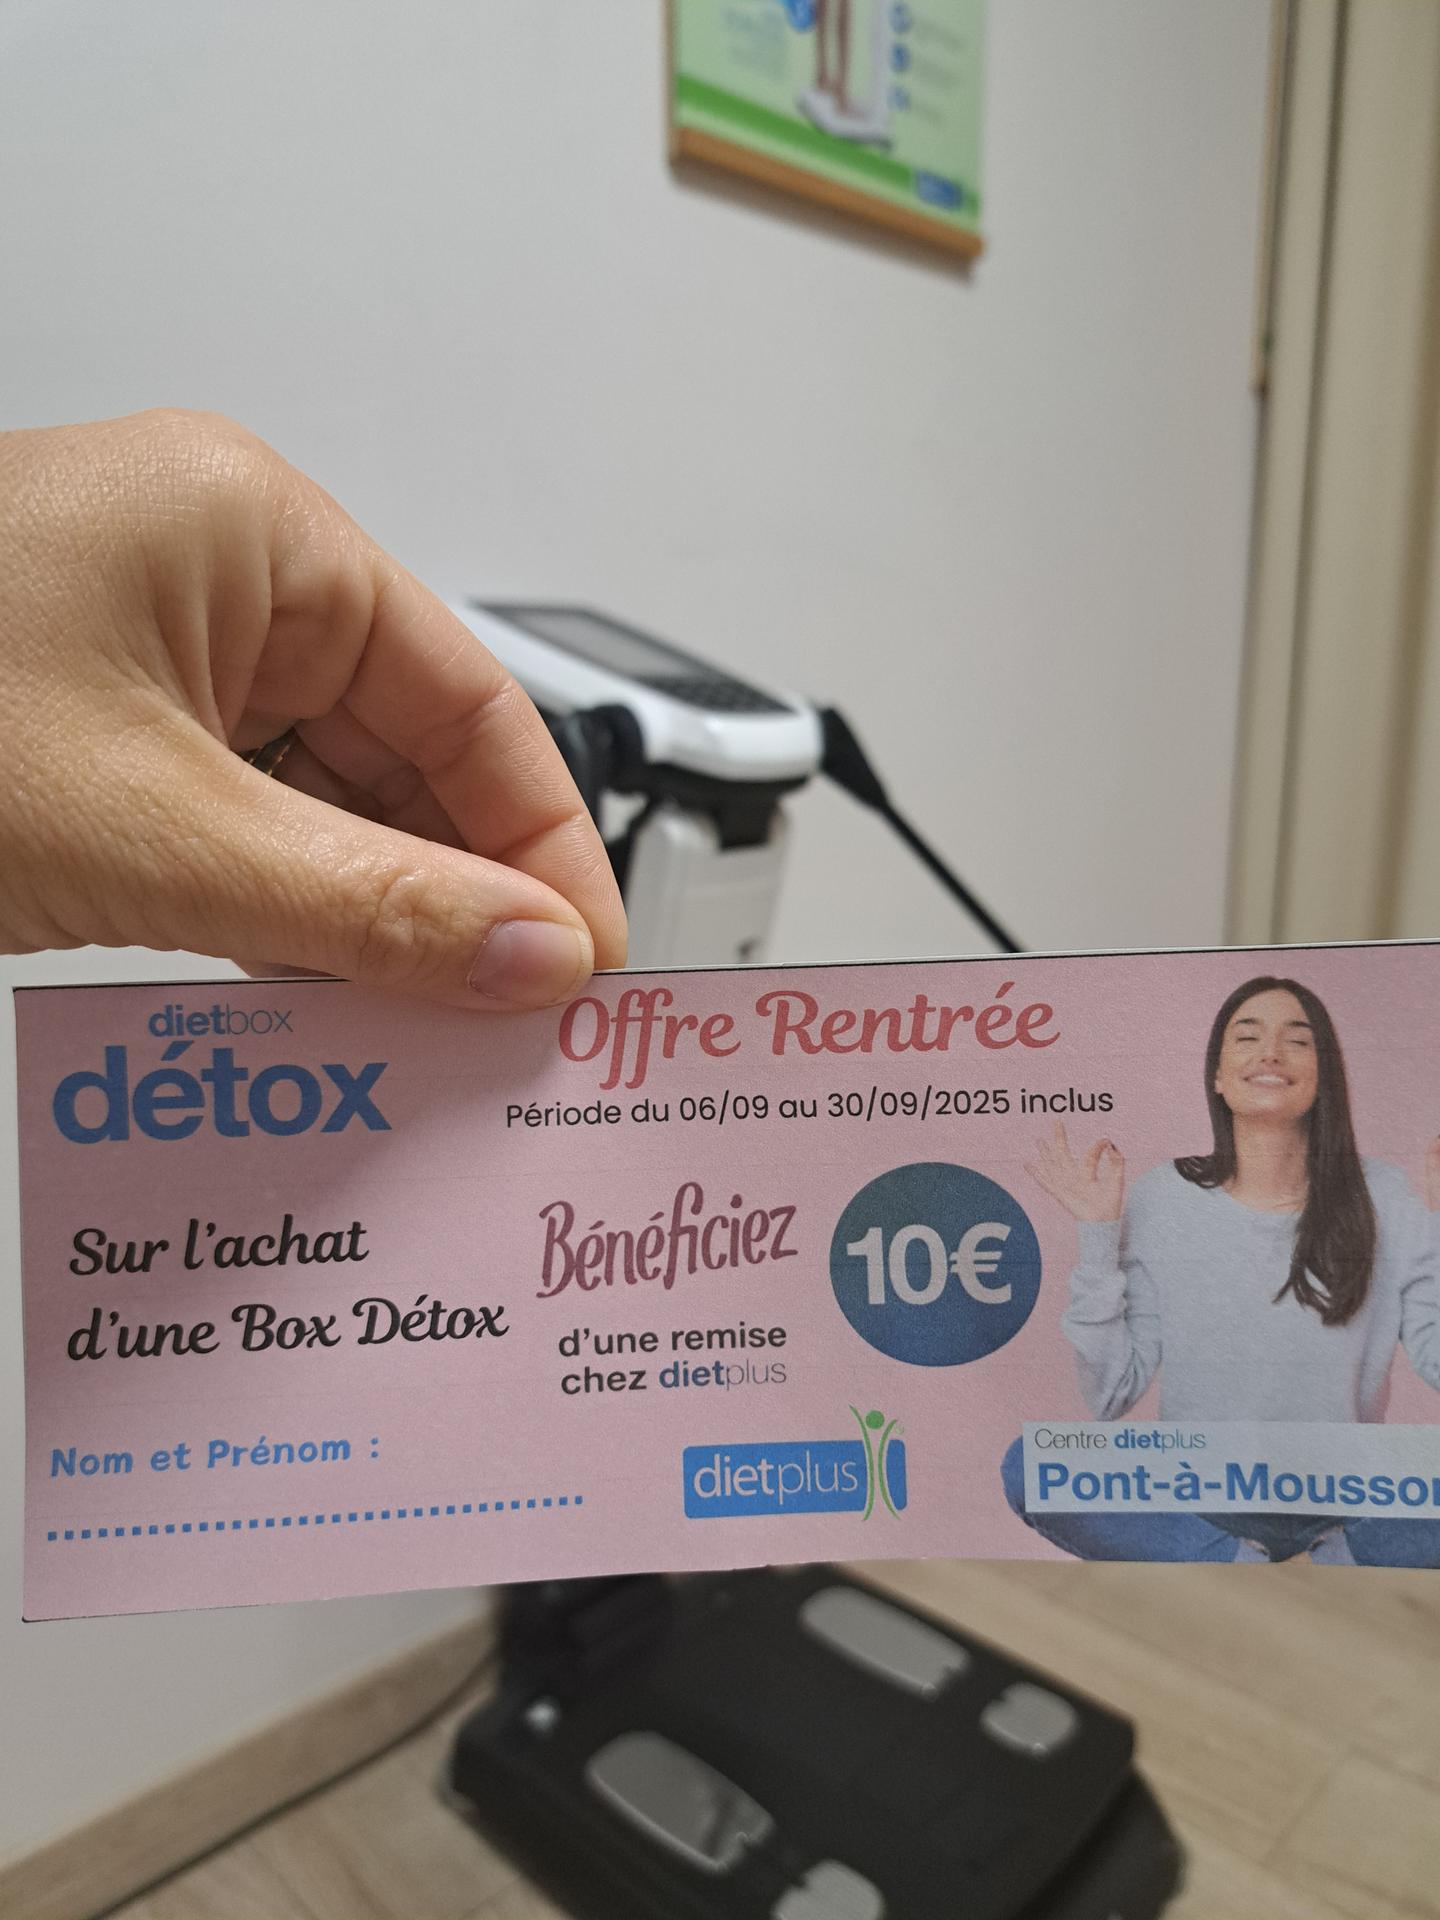 dietbox
détox
Offre Rentrée
Période du 06/09 au 30/09/2025 inclus
Sur l'achat
d'une Box Détox
Bénéficiez
10€
d'une remise
chez dietplus
Nom et Prénom :
dietplus
Centre dietplus
Pont-à-Mousson